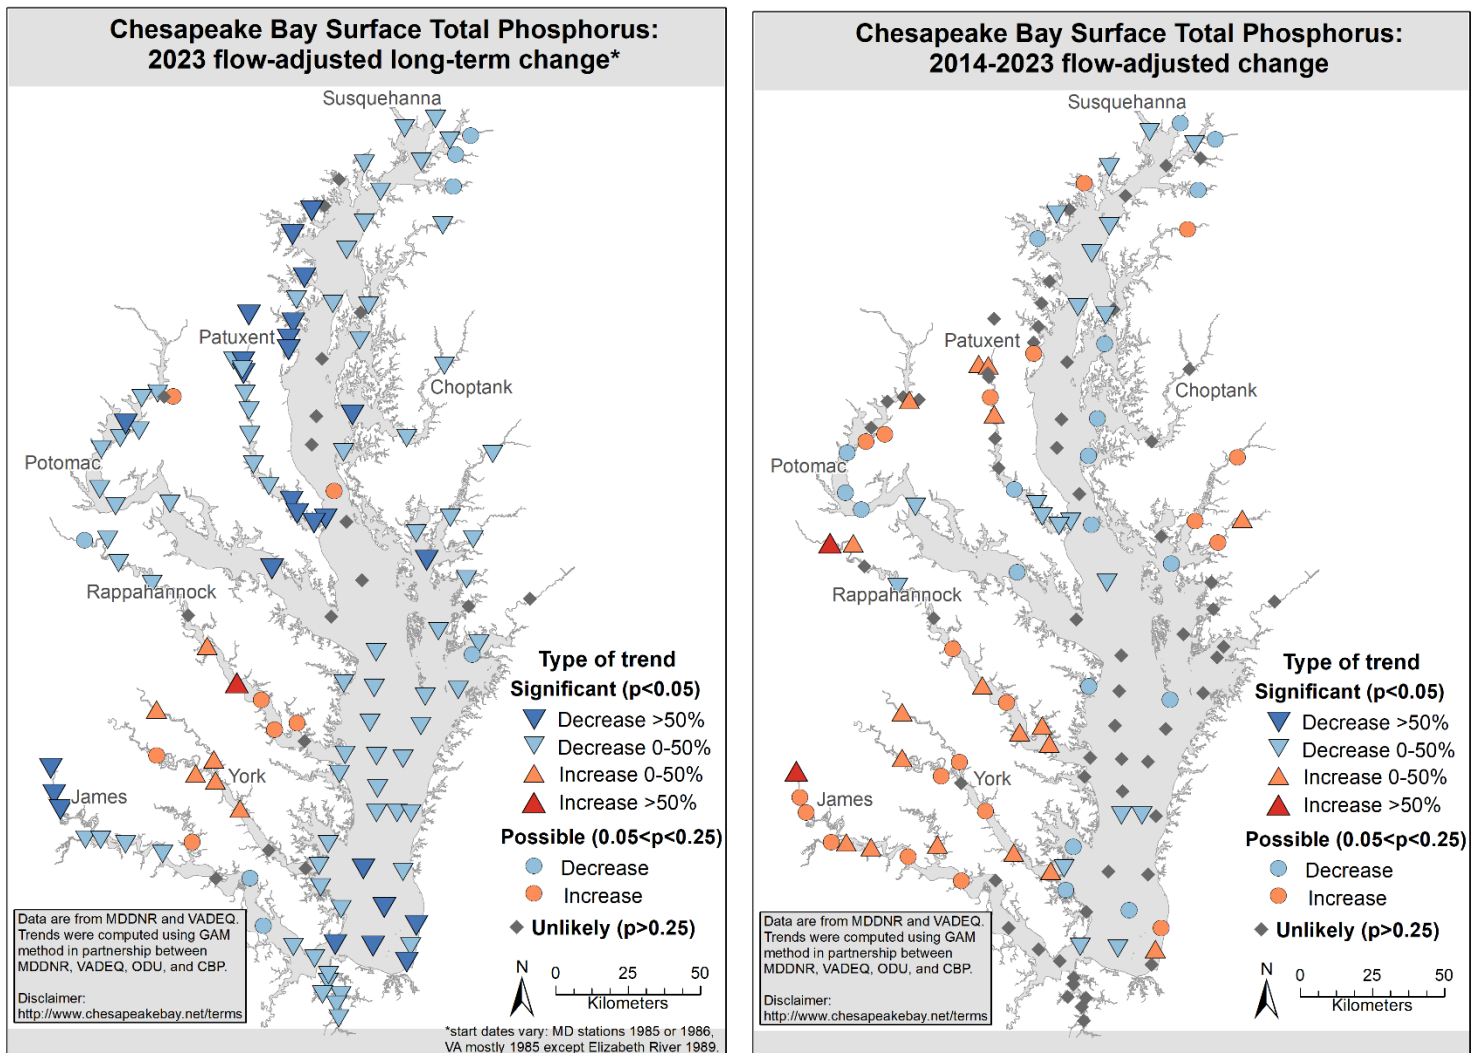 Chesapeake Bay Surface Total Phosphorus:
2023 flow-adjusted long-term change*
Susquehanna
Patuxent
Choptank
Potomac
Rappahannock
York
James
Type of trend
Significant (p<0.05)
Decrease >50%
Decrease 0-50%
Increase 0-50%
Increase >50%
Possible (0.05<p<0.25)
Decrease
Increase
Unlikely (p>0.25)
Data are from MDDNR and VADEQ.
Trends were computed using GAM
method in partnership between
MDDNR, VADEQ, ODU, and CBP.
Disclaimer:
http://www.chesapeakebay.net/terms
N
0 25 50
Kilometers
*start dates vary: MD stations 1985 or 1986,
VA mostly 1985 except Elizabeth River 1989.
Chesapeake Bay Surface Total Phosphorus:
2014-2023 flow-adjusted change
Susquehanna
Patuxent
Choptank
Potomac
Rappahannock
York
James
Type of trend
Significant (p<0.05)
Decrease >50%
Decrease 0-50%
Increase 0-50%
Increase >50%
Possible (0.05<p<0.25)
Decrease
Increase
Unlikely (p>0.25)
Data are from MDDNR and VADEQ.
Trends were computed using GAM
method in partnership between
MDDNR, VADEQ, ODU, and CBP.
Disclaimer:
http://www.chesapeakebay.net/terms
N
0 25 50
Kilometers